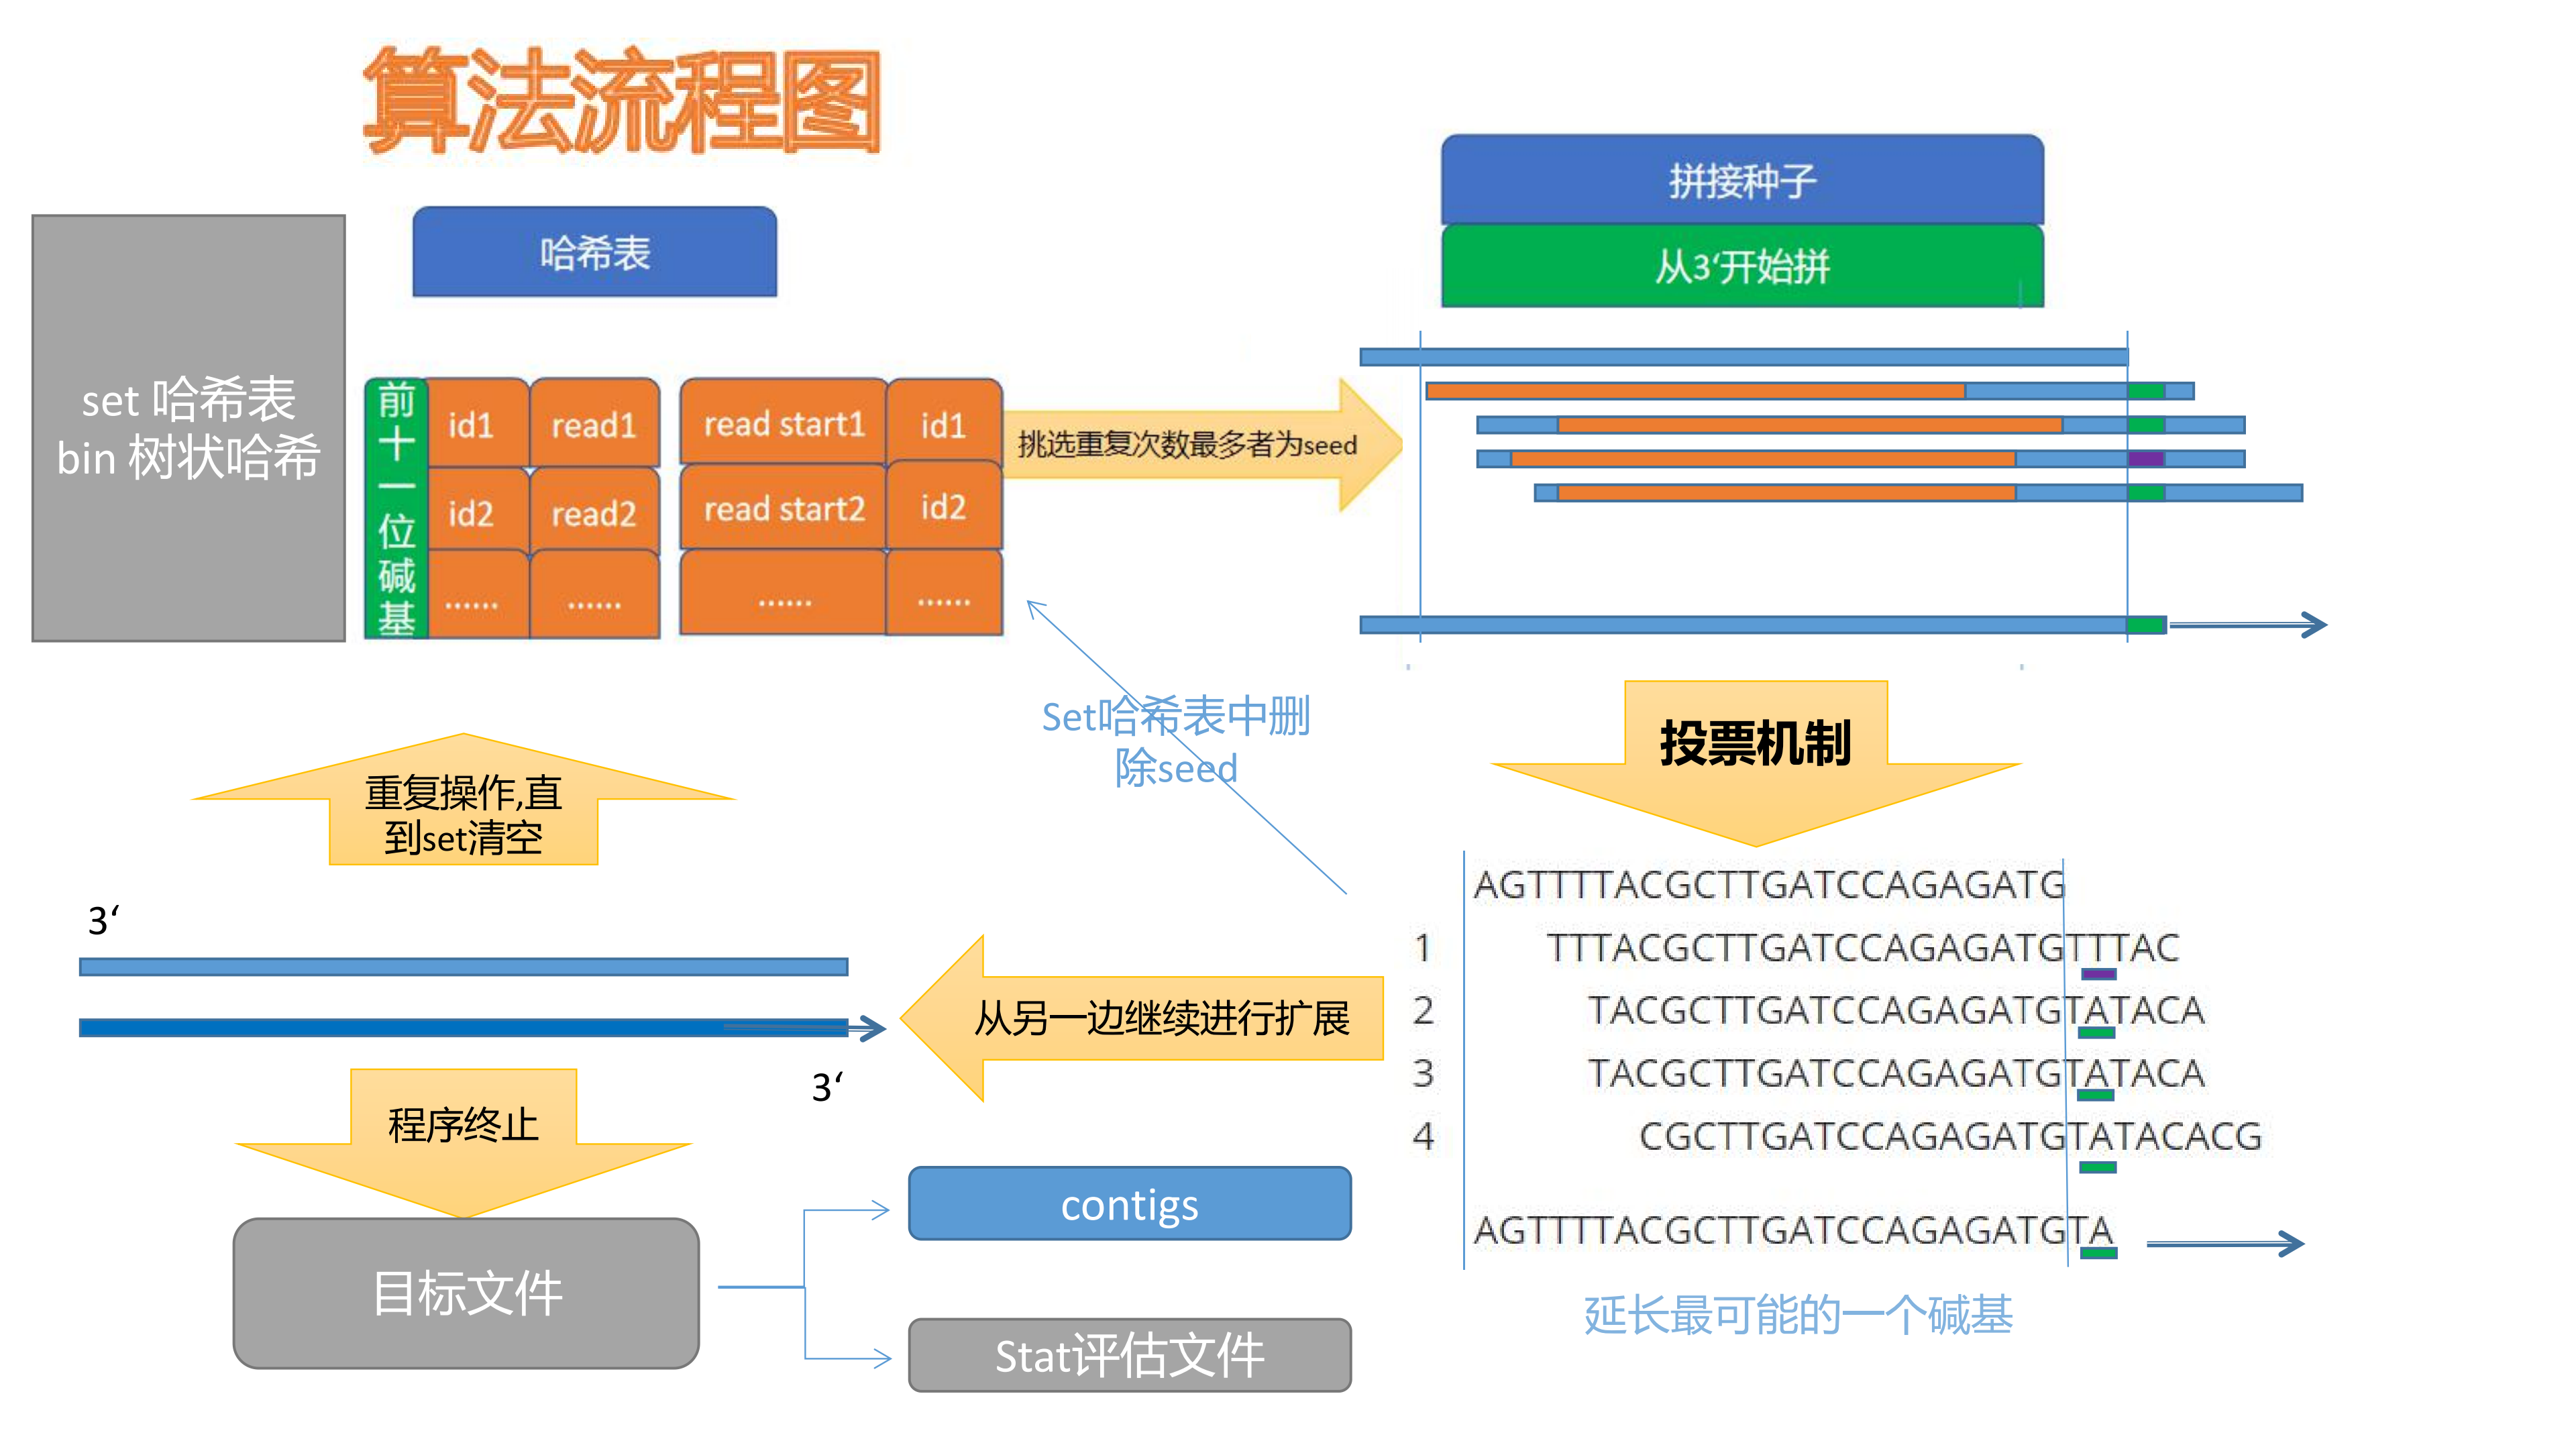 算法流程图
set 哈希表
bin 树状哈希
哈希表
前十一位碱基
id1
read1
id2
read2
......
......
read start1
id1
read start2
id2
......
......
挑选重复次数最多者为seed
拼接种子
从3‘开始拼
投票机制
AGTTTTACGCTTGATCCAGAGATG
1
TTTACGCTTGATCCAGAGATGTTTAC
2
TACGCTTGATCCAGAGATGTATACA
3
TACGCTTGATCCAGAGATGTATACA
4
CGCTTGATCCAGAGATGTATACACG
AGTTTTACGCTTGATCCAGAGATGTA
延长最可能的一个碱基
Set哈希表中删
除seed
从另一边继续进行扩展
重复操作,直
到set清空
3‘
3‘
程序终止
目标文件
contigs
Stat评估文件